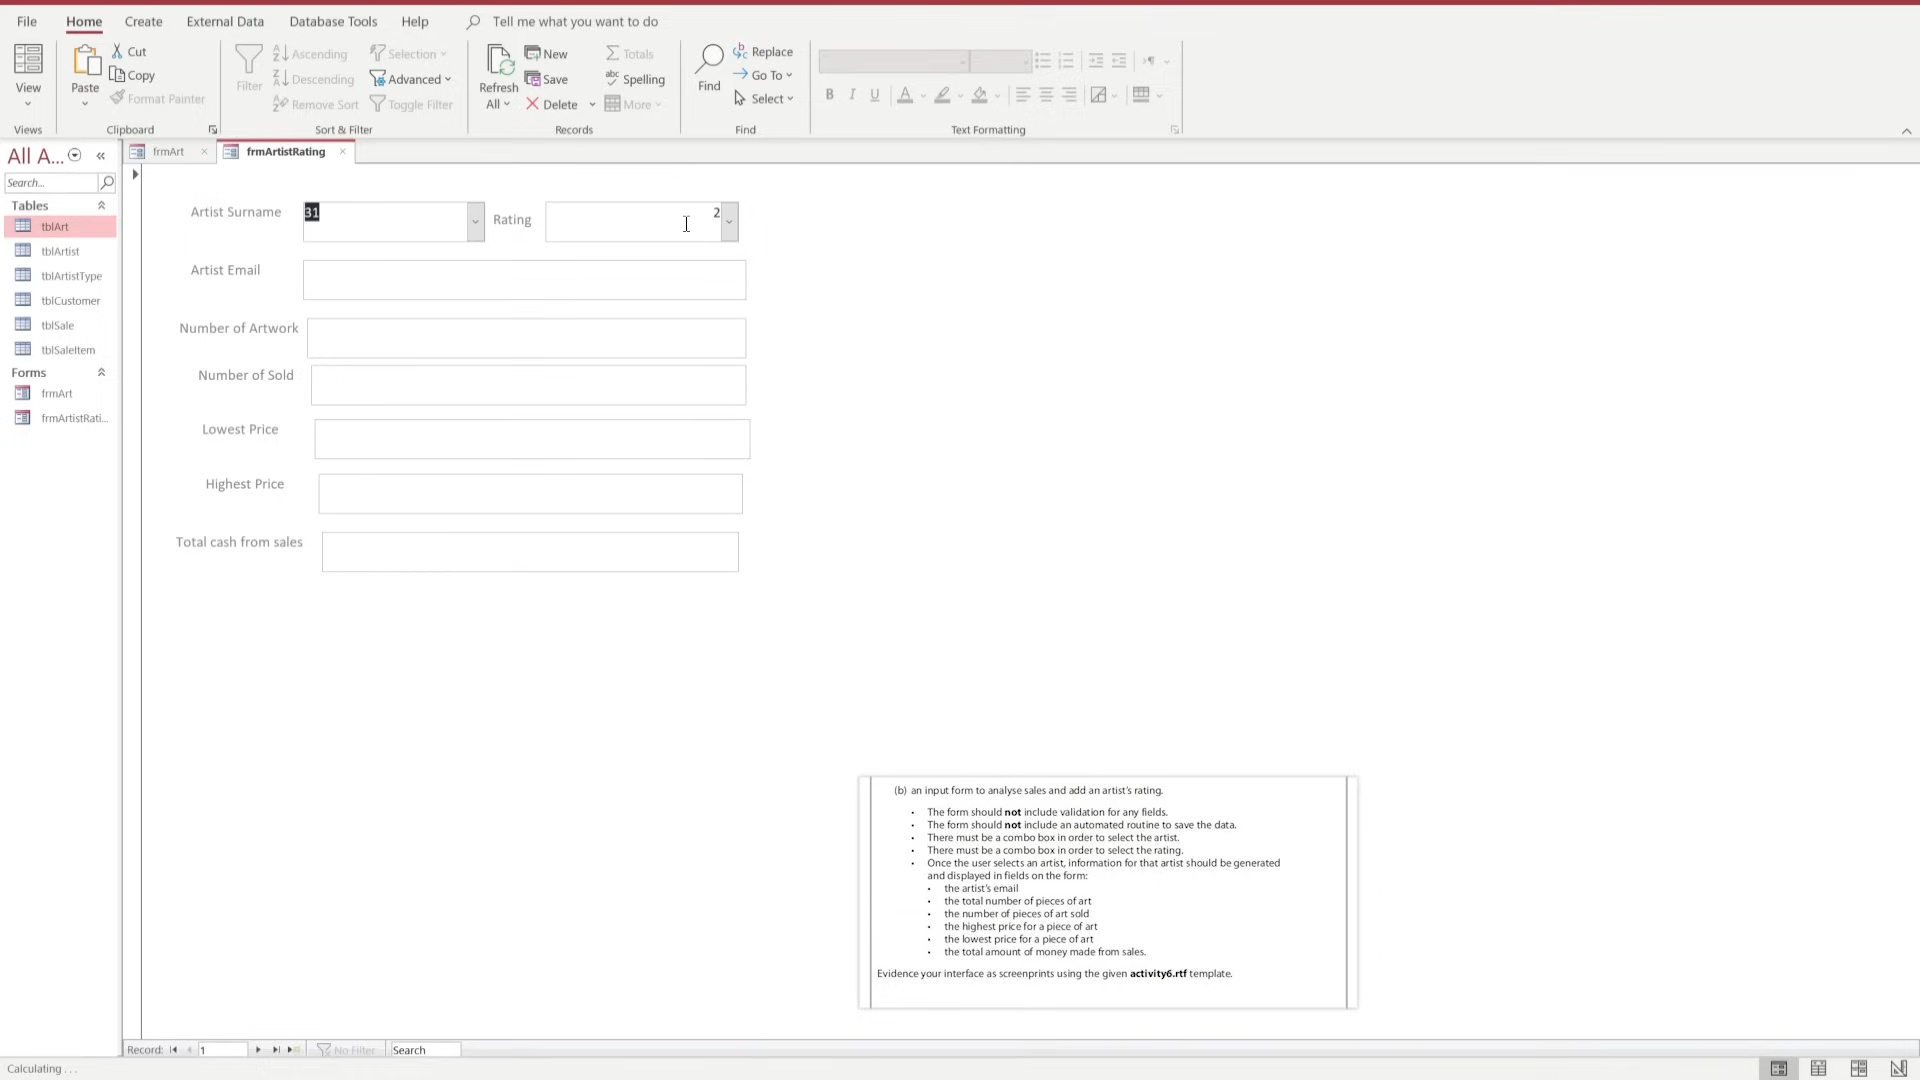 File Home Create External Data Database Tools Help Tell me what you want to do
View
Views
Paste
Cut
Copy
Format Painter
Clipboard
Filter
Ascending
Descending
Remove Sort
Selection
Advanced
Toggle Filter
Sort & Filter
Refresh
All
New
Save
Delete
Totals
Spelling
More
Records
Find
Replace
Go To
Select
Find
B I U A
Text Formatting
All A...
frmArt
frmArtistRating
Search...
Tables
tblArt
tblArtist
tblArtistType
tblCustomer
tblSale
tblSaleItem
Forms
frmArt
frmArtistRati...
Artist Surname 31 Rating 2
Artist Email
Number of Artwork
Number of Sold
Lowest Price
Highest Price
Total cash from sales
(b) an input form to analyse sales and add an artist's rating.
• The form should not include validation for any fields.
• The form should not include an automated routine to save the data.
• There must be a combo box in order to select the artist.
• There must be a combo box in order to select the rating.
• Once the user selects an artist, information for that artist should be generated
and displayed in fields on the form:
• the artist's email
• the total number of pieces of art
• the number of pieces of art sold
• the highest price for a piece of art
• the lowest price for a piece of art
• the total amount of money made from sales.
Evidence your interface as screenprints using the given activity6.rtf template.
Record: 1 No Filter Search
Calculating . . .